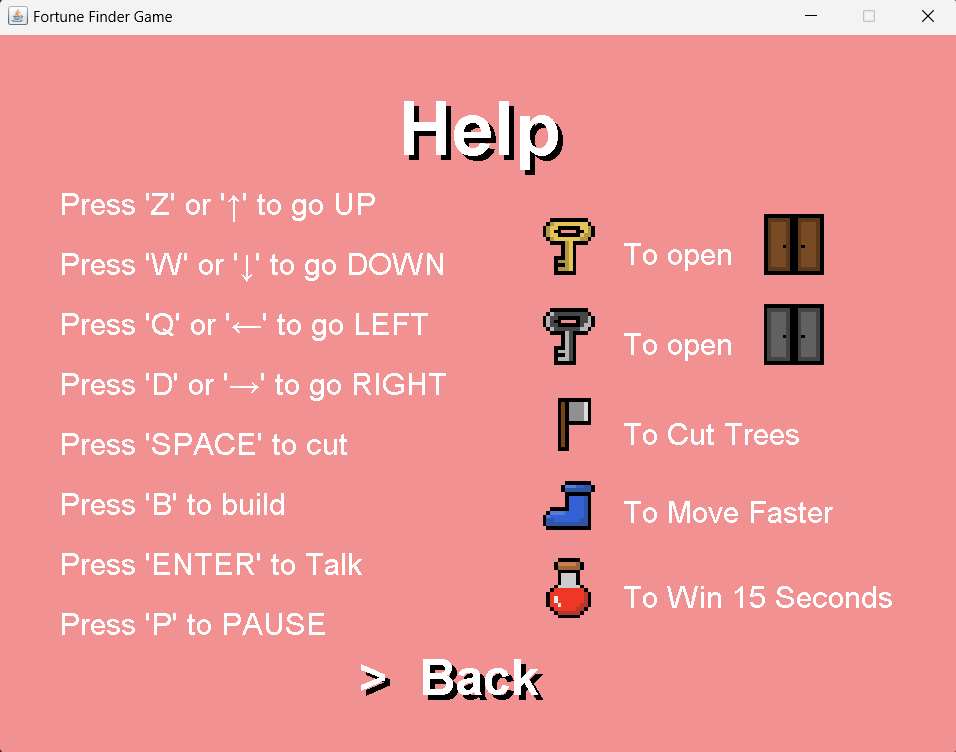 Fortune Finder Game
Help
Press 'Z' or '↑' to go UP
Press 'W' or '↓' to go DOWN
Press 'Q' or '←' to go LEFT
Press 'D' or '→' to go RIGHT
Press 'SPACE' to cut
Press 'B' to build
Press 'ENTER' to Talk
Press 'P' to PAUSE
To open
To open
To Cut Trees
To Move Faster
To Win 15 Seconds
> Back